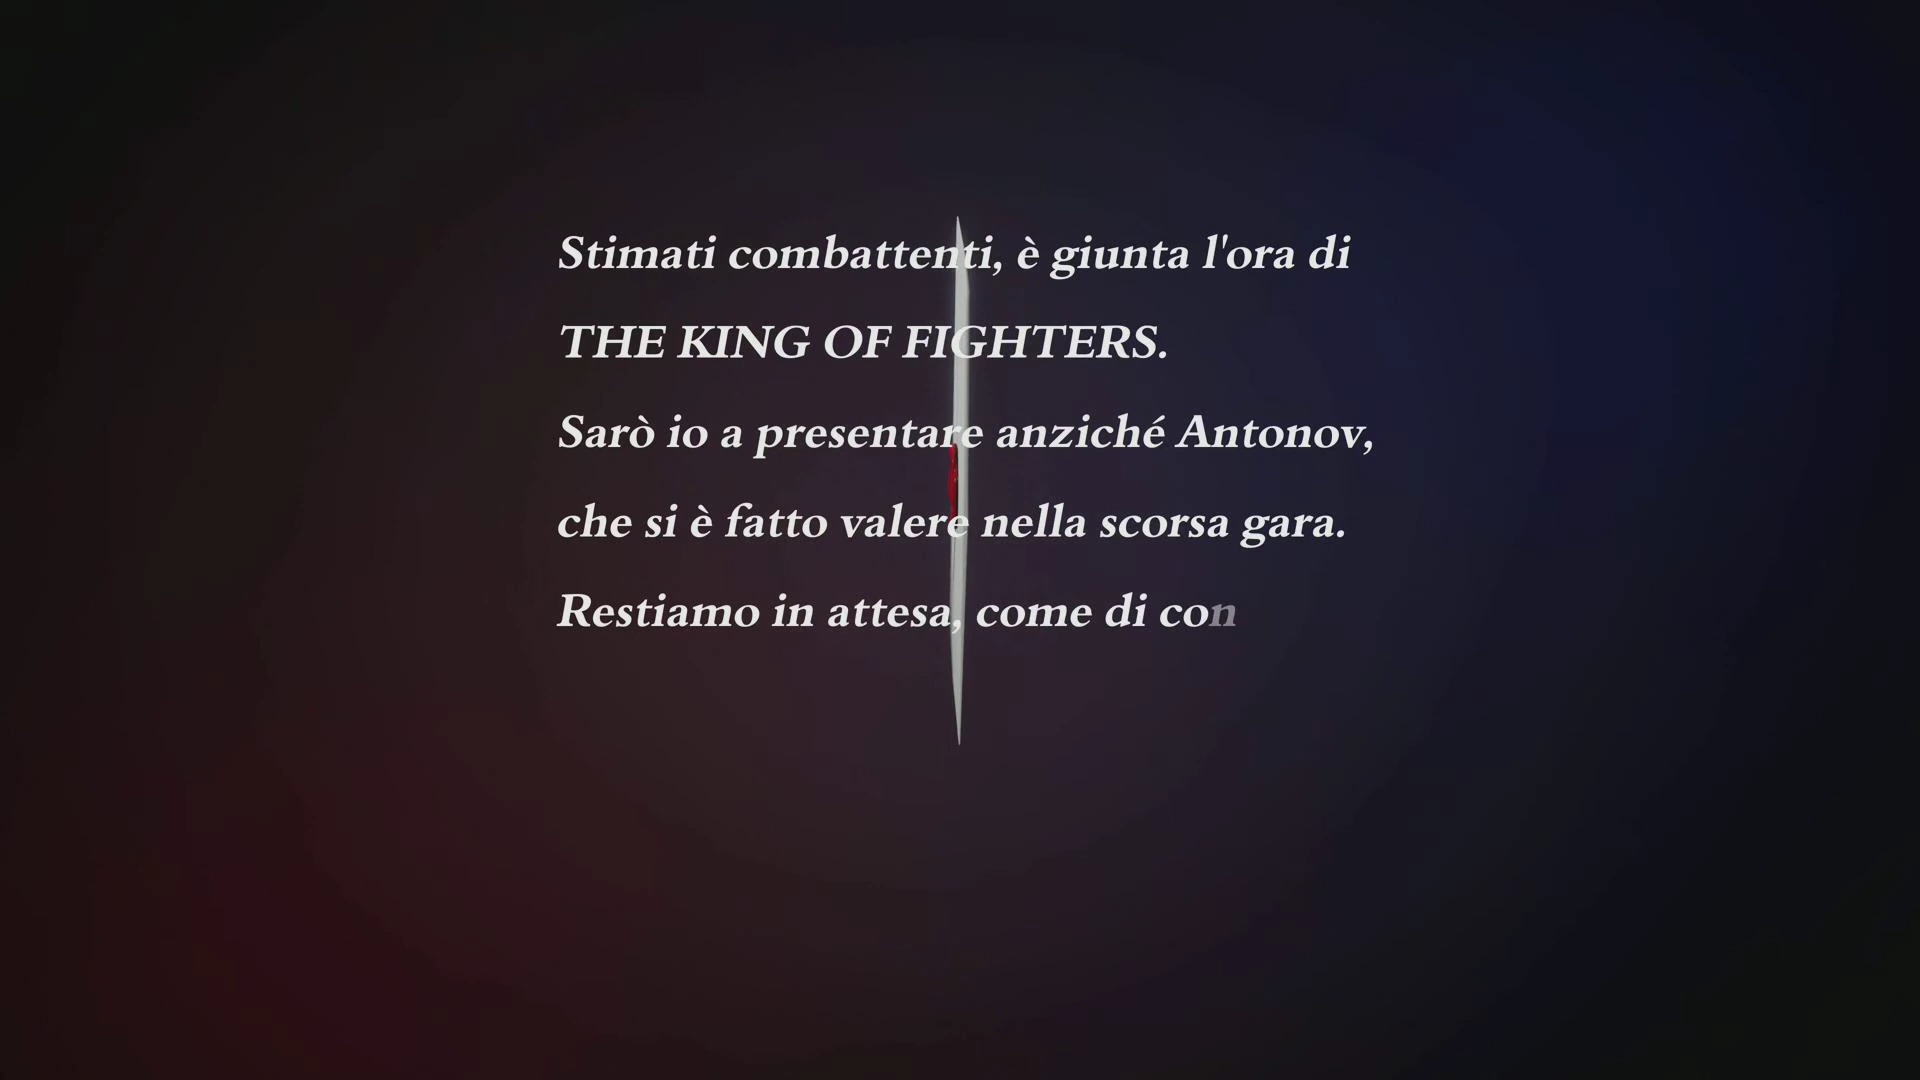 Stimati combattenti, è giunta l'ora di
THE KING OF FIGHTERS.
Sarò io a presentare anziché Antonov,
che si è fatto valere nella scorsa gara.
Restiamo in attesa, come di con